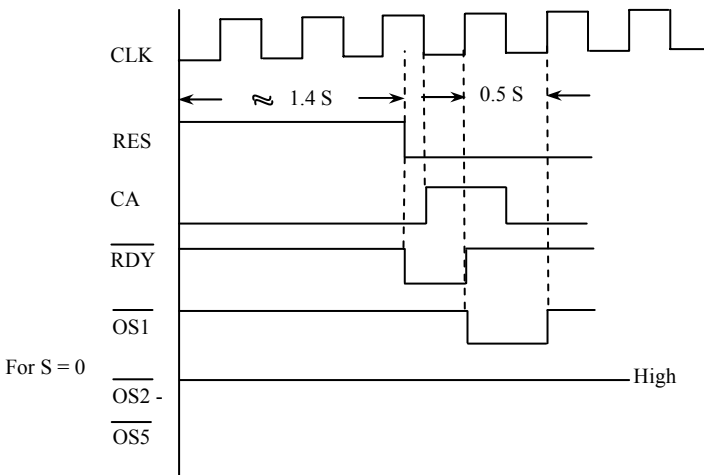 CLK
1.4 S
0.5 S
RES
CA
RDY
OS1
For S = 0
OS2 -
High
OS5